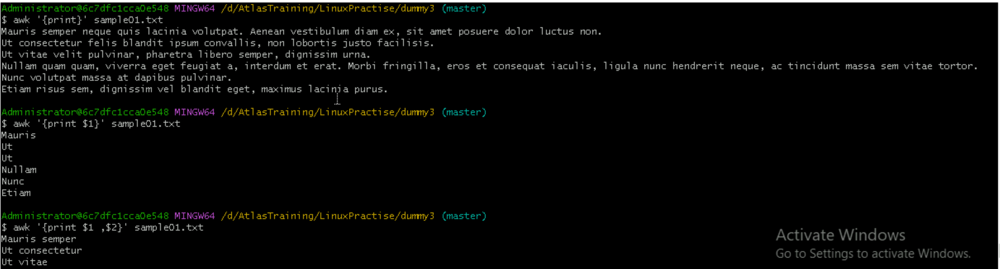 Administrator@6c7dfc1cca0e548 MINGW64 /d/AtlasTraining/LinuxPractise/dummy3 (master)
$ awk '{print}' sample01.txt
Mauris semper neque quis lacinia volutpat. Aenean vestibulum diam ex, sit amet posuere dolor luctus non.
Ut consectetur felis blandit ipsum convallis, non lobortis justo facilisis.
Ut vitae velit pulvinar, pharetra libero semper, dignissim urna.
Nullam quam quam, viverra eget feugiat a, interdum et erat. Morbi fringilla, eros et consequat iaculis, ligula nunc hendrerit neque, ac tincidunt massa sem vitae tortor.
Nunc volutpat massa at dapibus pulvinar.
Etiam risus sem, dignissim vel blandit eget, maximus lacinia purus.
Administrator@6c7dfc1cca0e548 MINGW64 /d/AtlasTraining/LinuxPractise/dummy3 (master)
$ awk '{print $1}' sample01.txt
Mauris
Ut
Ut
Nullam
Nunc
Etiam
Administrator@6c7dfc1cca0e548 MINGW64 /d/AtlasTraining/LinuxPractise/dummy3 (master)
$ awk '{print $1 ,$2}' sample01.txt
Mauris semper
Ut consectetur
Ut vitae
Activate Windows
Go to Settings to activate Windows.